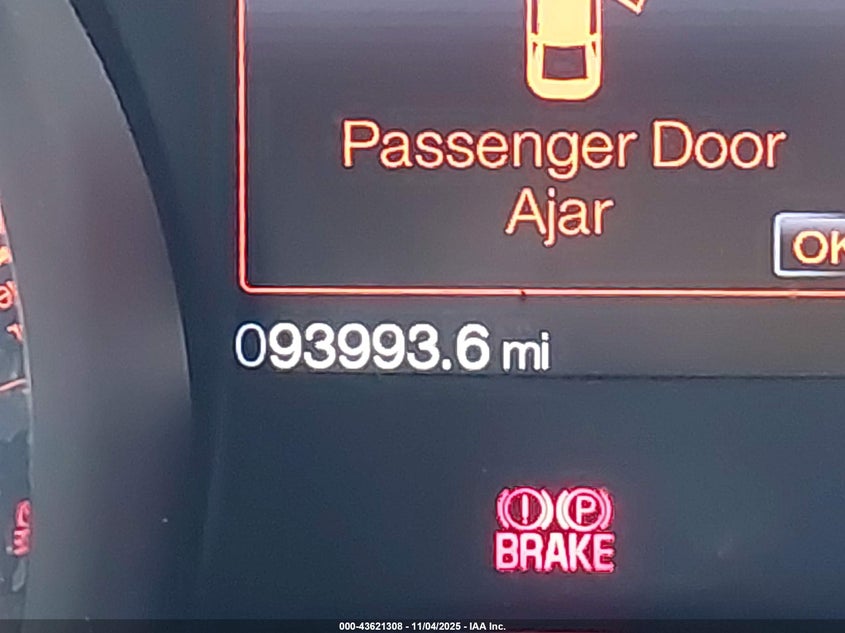 Passenger Door
Ajar
OK
093993.6 mi
P
BRAKE
000-43621308 - 11/04/2025 - IAA Inc.